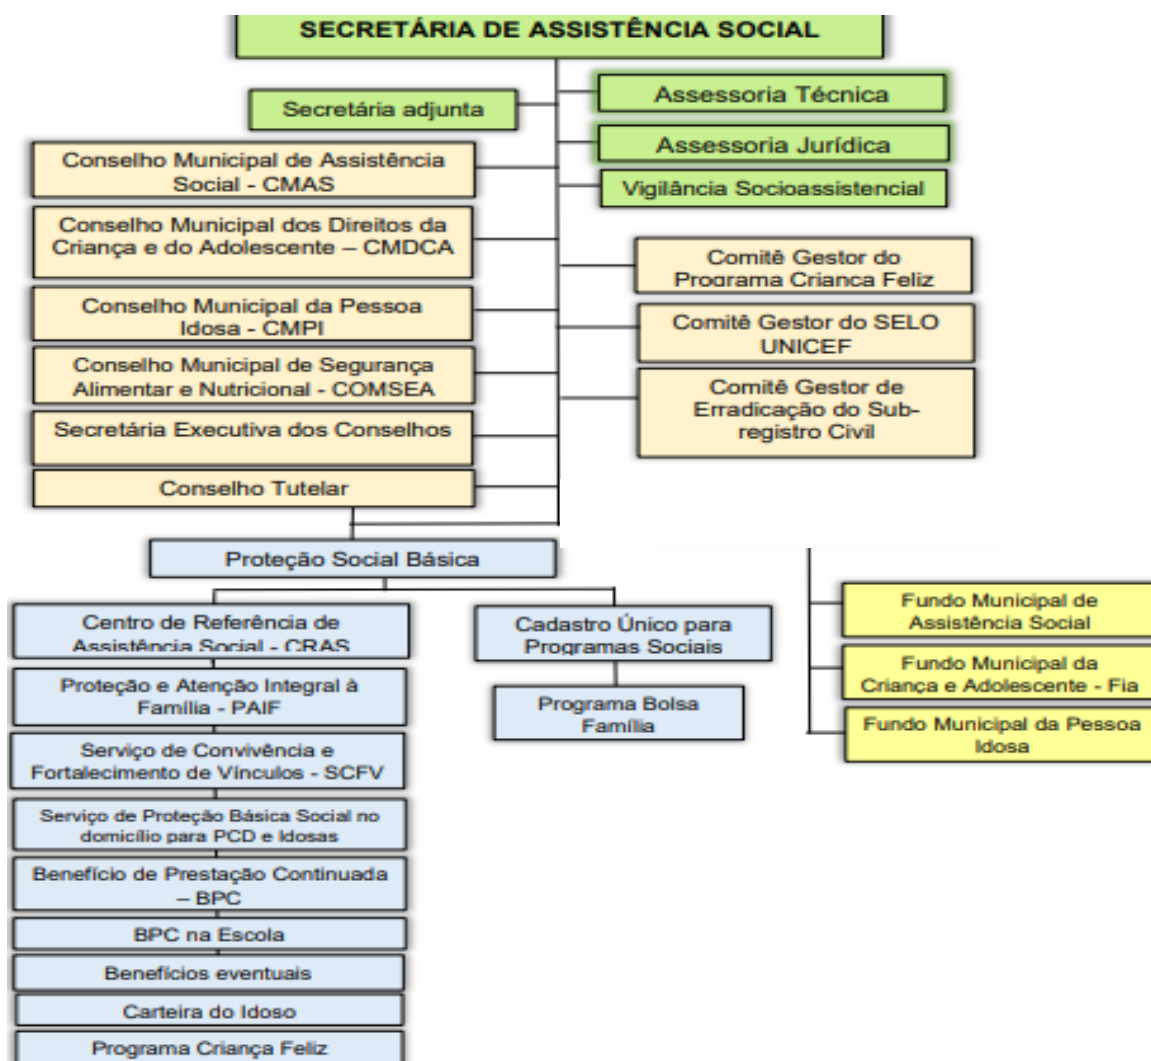 SECRETÁRIA DE ASSISTÊNCIA SOCIAL
Secretária adjunta
Assessoria Técnica
Assessoria Jurídica
Vigilância Socioassistencial
Conselho Municipal de Assistência
Social - CMAS
Conselho Municipal dos Direitos da
Criança e do Adolescente – CMDCA
Conselho Municipal da Pessoa
Idosa - CMPI
Conselho Municipal de Segurança
Alimentar e Nutricional - COMSEA
Secretária Executiva dos Conselhos
Conselho Tutelar
Comitê Gestor do
Programa Criança Feliz
Comitê Gestor do SELO
UNICEF
Comitê Gestor de
Erradicação do Sub-
registro Civil
Proteção Social Básica
Centro de Referência de
Assistência Social - CRAS
Proteção e Atenção Integral à
Família - PAIF
Serviço de Convivência e
Fortalecimento de Vínculos - SCFV
Serviço de Proteção Básica Social no
domicílio para PCD e Idosas
Benefício de Prestação Continuada
– BPC
BPC na Escola
Benefícios eventuais
Carteira do Idoso
Programa Criança Feliz
Cadastro Único para
Programas Sociais
Programa Bolsa
Família
Fundo Municipal de
Assistência Social
Fundo Municipal da
Criança e Adolescente - Fia
Fundo Municipal da Pessoa
Idosa